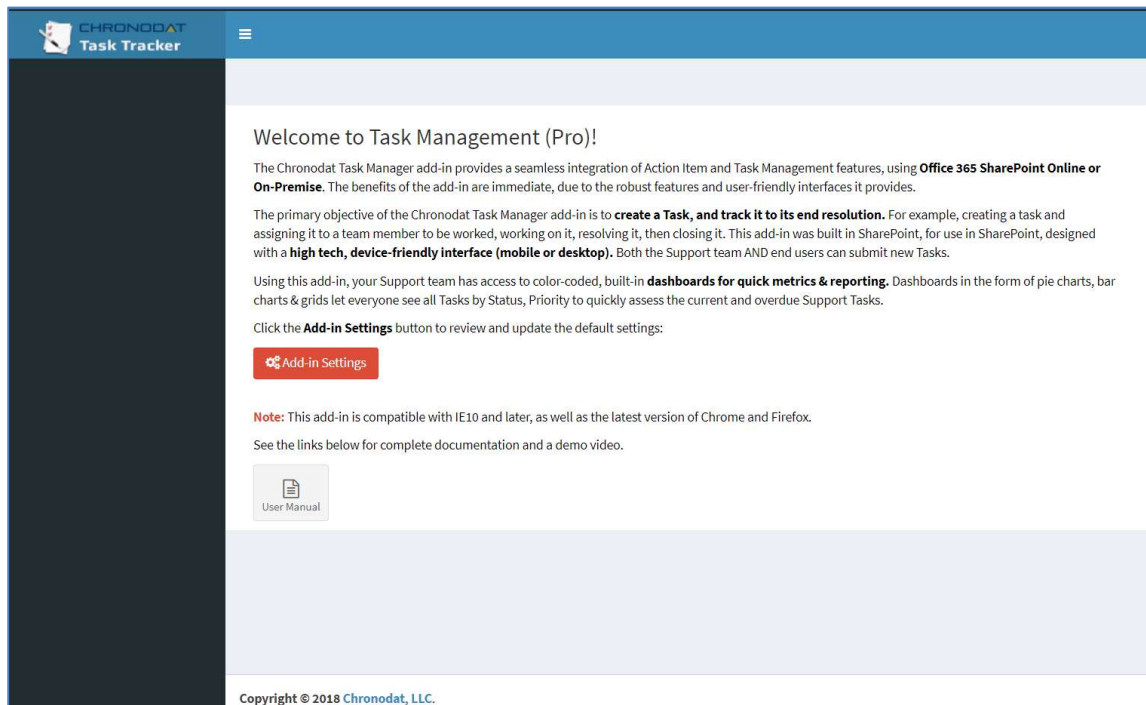 CHRONODAT
Task Tracker
Welcome to Task Management (Pro)!
The Chronodat Task Manager add-in provides a seamless integration of Action Item and Task Management features, using Office 365 SharePoint Online or
On-Premise. The benefits of the add-in are immediate, due to the robust features and user-friendly interfaces it provides.
The primary objective of the Chronodat Task Manager add-in is to create a Task, and track it to its end resolution. For example, creating a task and
assigning it to a team member to be worked, working on it, resolving it, then closing it. This add-in was built in SharePoint, for use in SharePoint, designed
with a high tech, device-friendly interface (mobile or desktop). Both the Support team AND end users can submit new Tasks.
Using this add-in, your Support team has access to color-coded, built-in dashboards for quick metrics & reporting. Dashboards in the form of pie charts, bar
charts & grids let everyone see all Tasks by Status, Priority to quickly assess the current and overdue Support Tasks.
Click the Add-in Settings button to review and update the default settings:
Add-in Settings
Note: This add-in is compatible with IE10 and later, as well as the latest version of Chrome and Firefox.
See the links below for complete documentation and a demo video.
User Manual
Copyright © 2018 Chronodat, LLC.